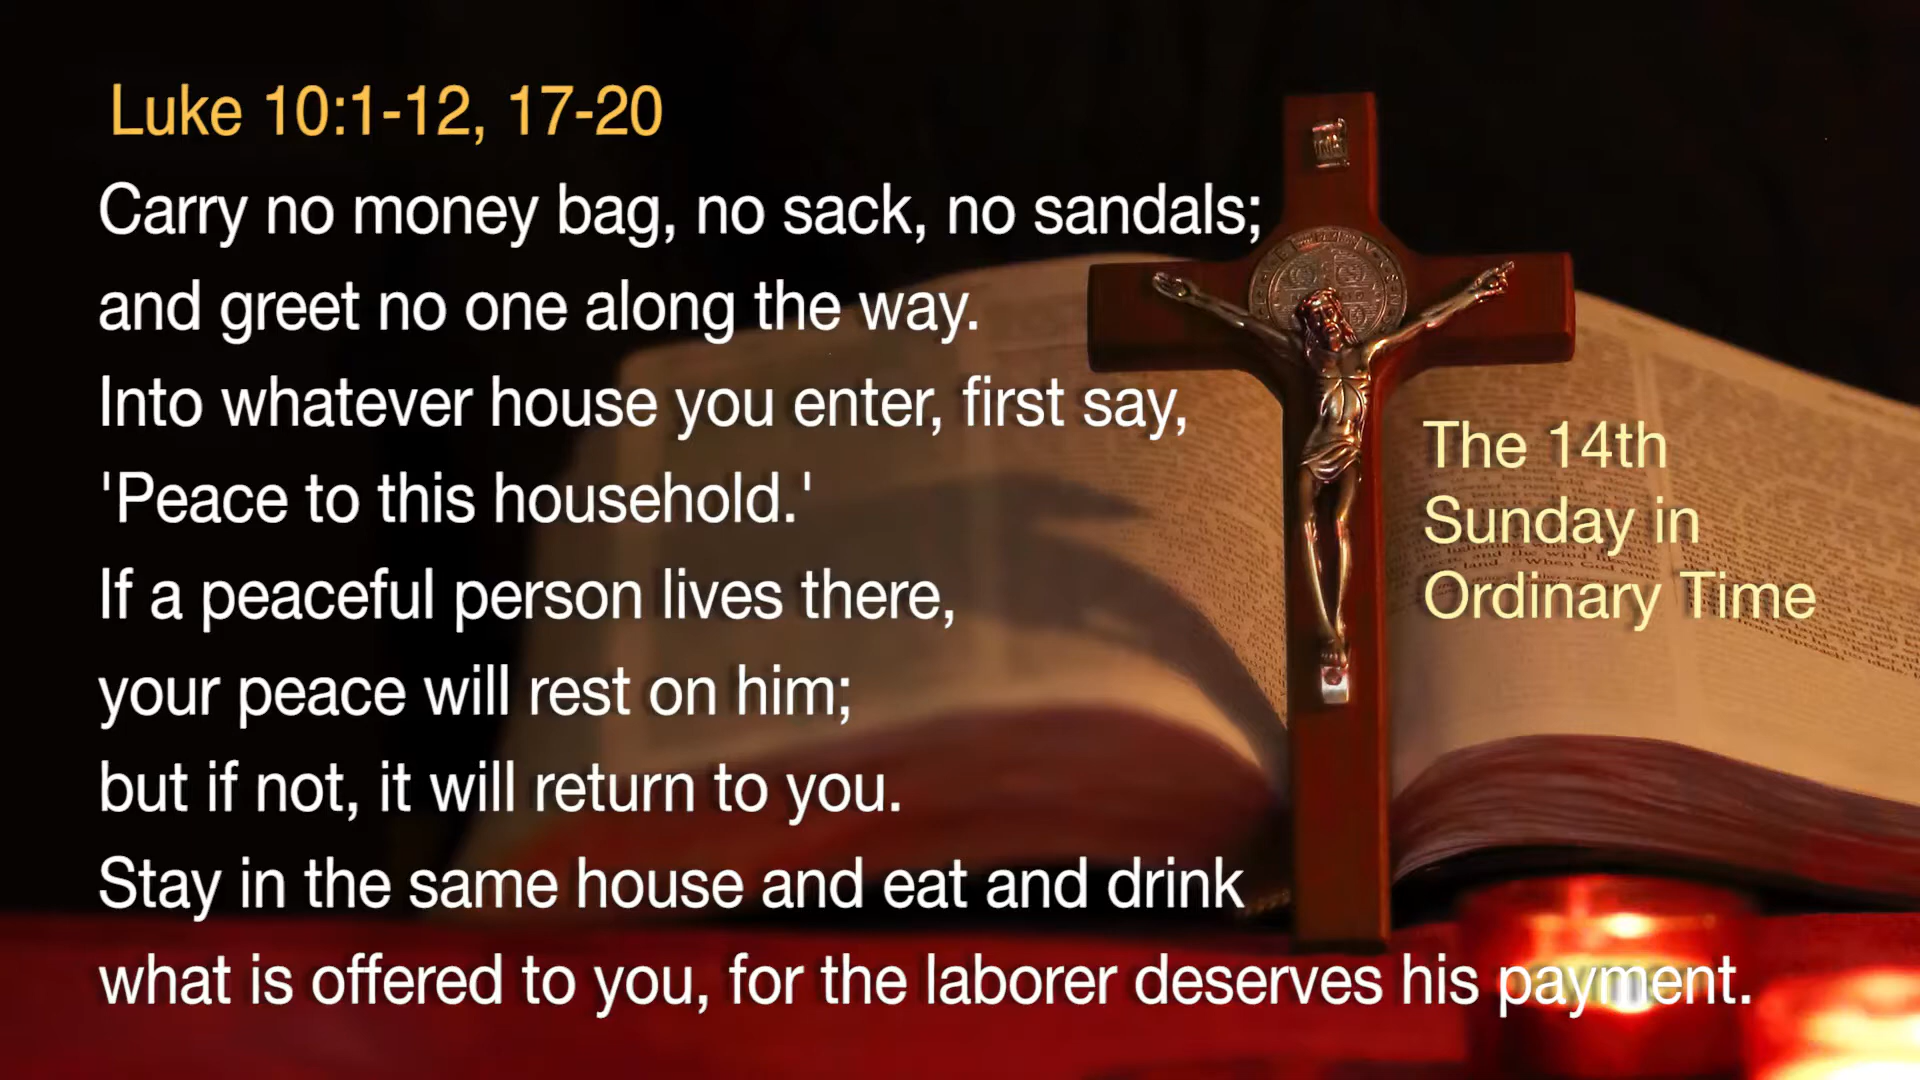 Luke 10:1-12, 17-20
Carry no money bag, no sack, no sandals;
and greet no one along the way.
Into whatever house you enter, first say,
'Peace to this household.'
If a peaceful person lives there,
your peace will rest on him;
but if not, it will return to you.
Stay in the same house and eat and drink
what is offered to you, for the laborer deserves his payment.
The 14th
Sunday in
Ordinary Time